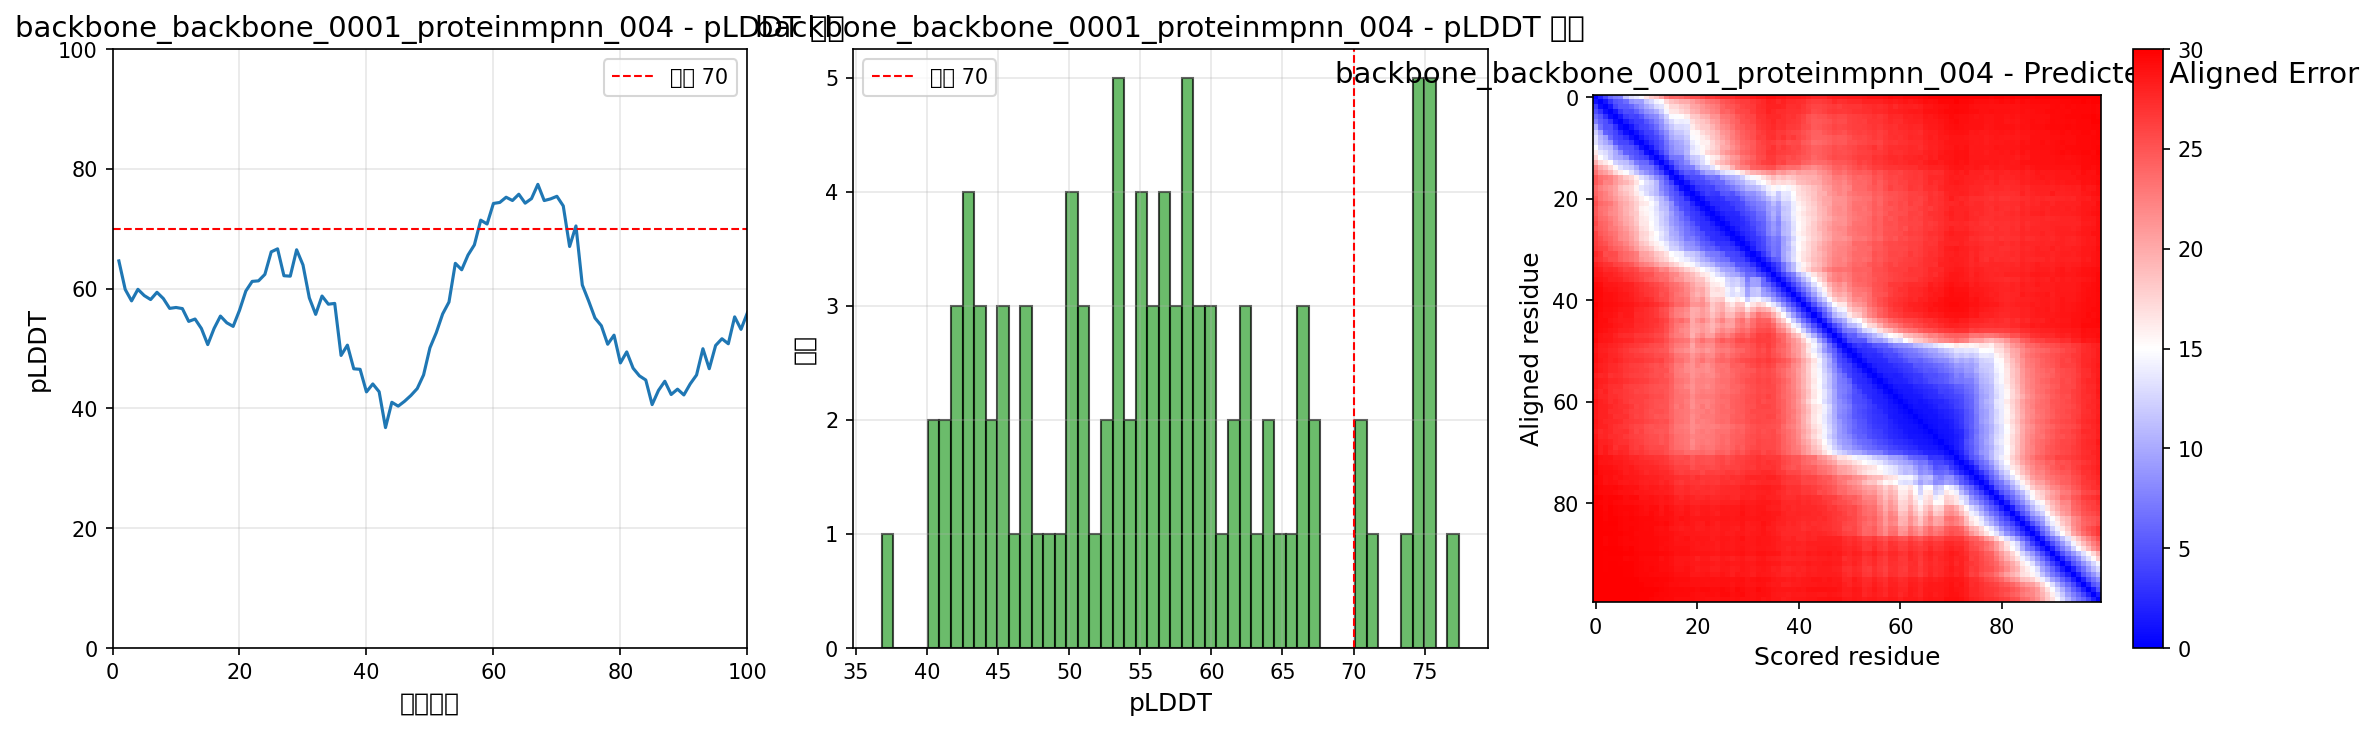 backbone_backbone_0001_proteinmpnn_004 - pLDDT
100
80
60
40
20
0
pLDDT
70
0 20 40 60 80 100
backbone_backbone_0001_proteinmpnn_004 - pLDDT
5
4
3
2
1
0
70
35 40 45 50 55 60 65 70 75
pLDDT
backbone_backbone_0001_proteinmpnn_004 - Predicted Aligned Error
0
20
40
60
80
Aligned residue
0 20 40 60 80
Scored residue
30
25
20
15
10
5
0